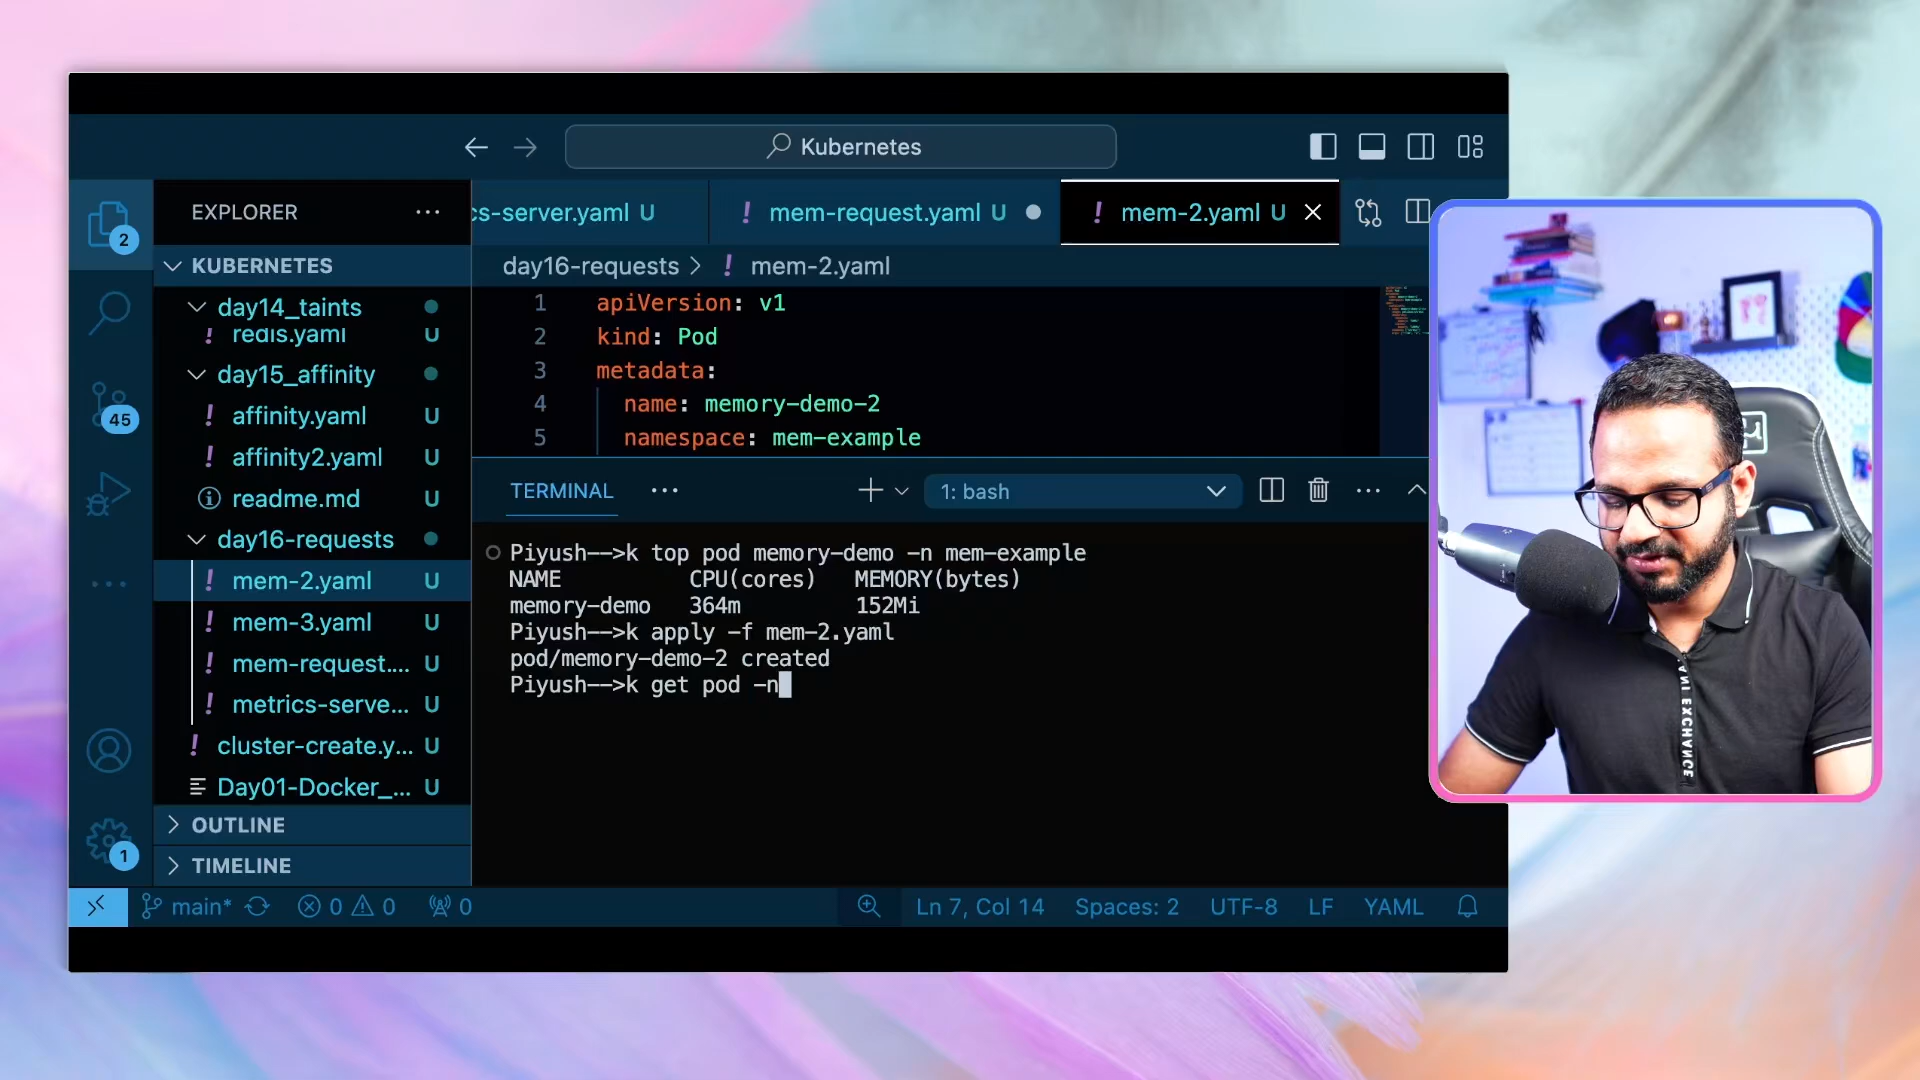 Kubernetes
EXPLORER
KUBERNETES
day14_taints
redis.yaml U
day15_affinity
affinity.yaml U
affinity2.yaml U
readme.md U
day16-requests
mem-2.yaml U
mem-3.yaml U
mem-request.... U
metrics-serve... U
cluster-create.y... U
Day01-Docker_... U
OUTLINE
TIMELINE
2
45
1
cs-server.yaml U
mem-request.yaml U
mem-2.yaml U
day16-requests > ! mem-2.yaml
1 apiVersion: v1
2 kind: Pod
3 metadata:
4 name: memory-demo-2
5 namespace: mem-example
TERMINAL
1: bash
Piyush-->k top pod memory-demo -n mem-example
NAME CPU(cores) MEMORY(bytes)
memory-demo 364m 152Mi
Piyush-->k apply -f mem-2.yaml
pod/memory-demo-2 created
Piyush-->k get pod -n
main* 0 0 0 Ln 7, Col 14 Spaces: 2 UTF-8 LF YAML
ANI EXCHANCE